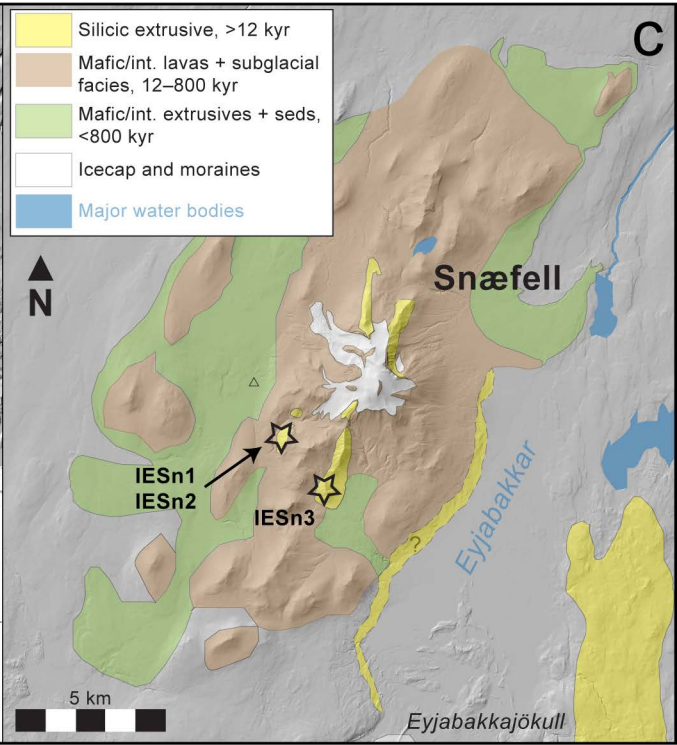 Silicic extrusive, >12 kyr
Mafic/int. lavas + subglacial
facies, 12–800 kyr
Mafic/int. extrusives + seds,
<800 kyr
Icecap and moraines
Major water bodies
C
N
Snæfell
IESn1
IESn2
IESn3
Eyjabakkar
?
5 km
Eyjabakkajökull